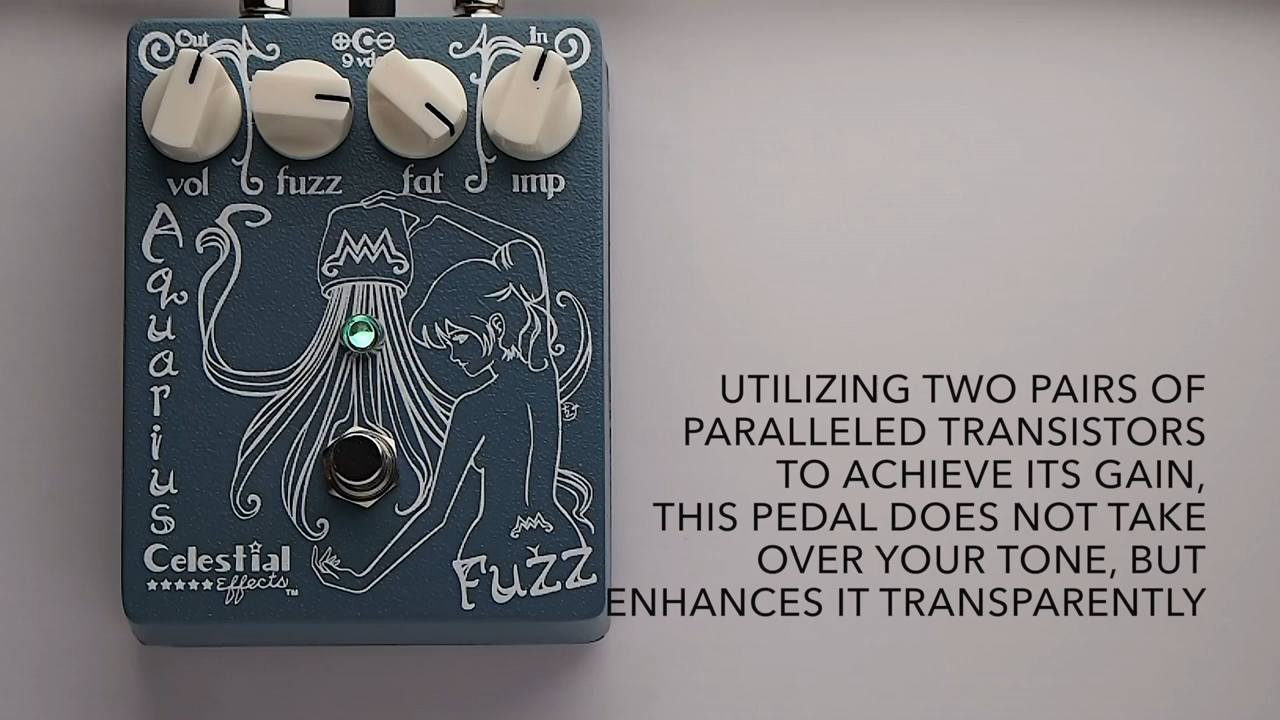 Out
In
9 vdc
vol
fuzz
fat
imp
Aquarius
Celestial
effects TM
Fuzz
UTILIZING TWO PAIRS OF
PARALLELED TRANSISTORS
TO ACHIEVE ITS GAIN,
THIS PEDAL DOES NOT TAKE
OVER YOUR TONE, BUT
ENHANCES IT TRANSPARENTLY